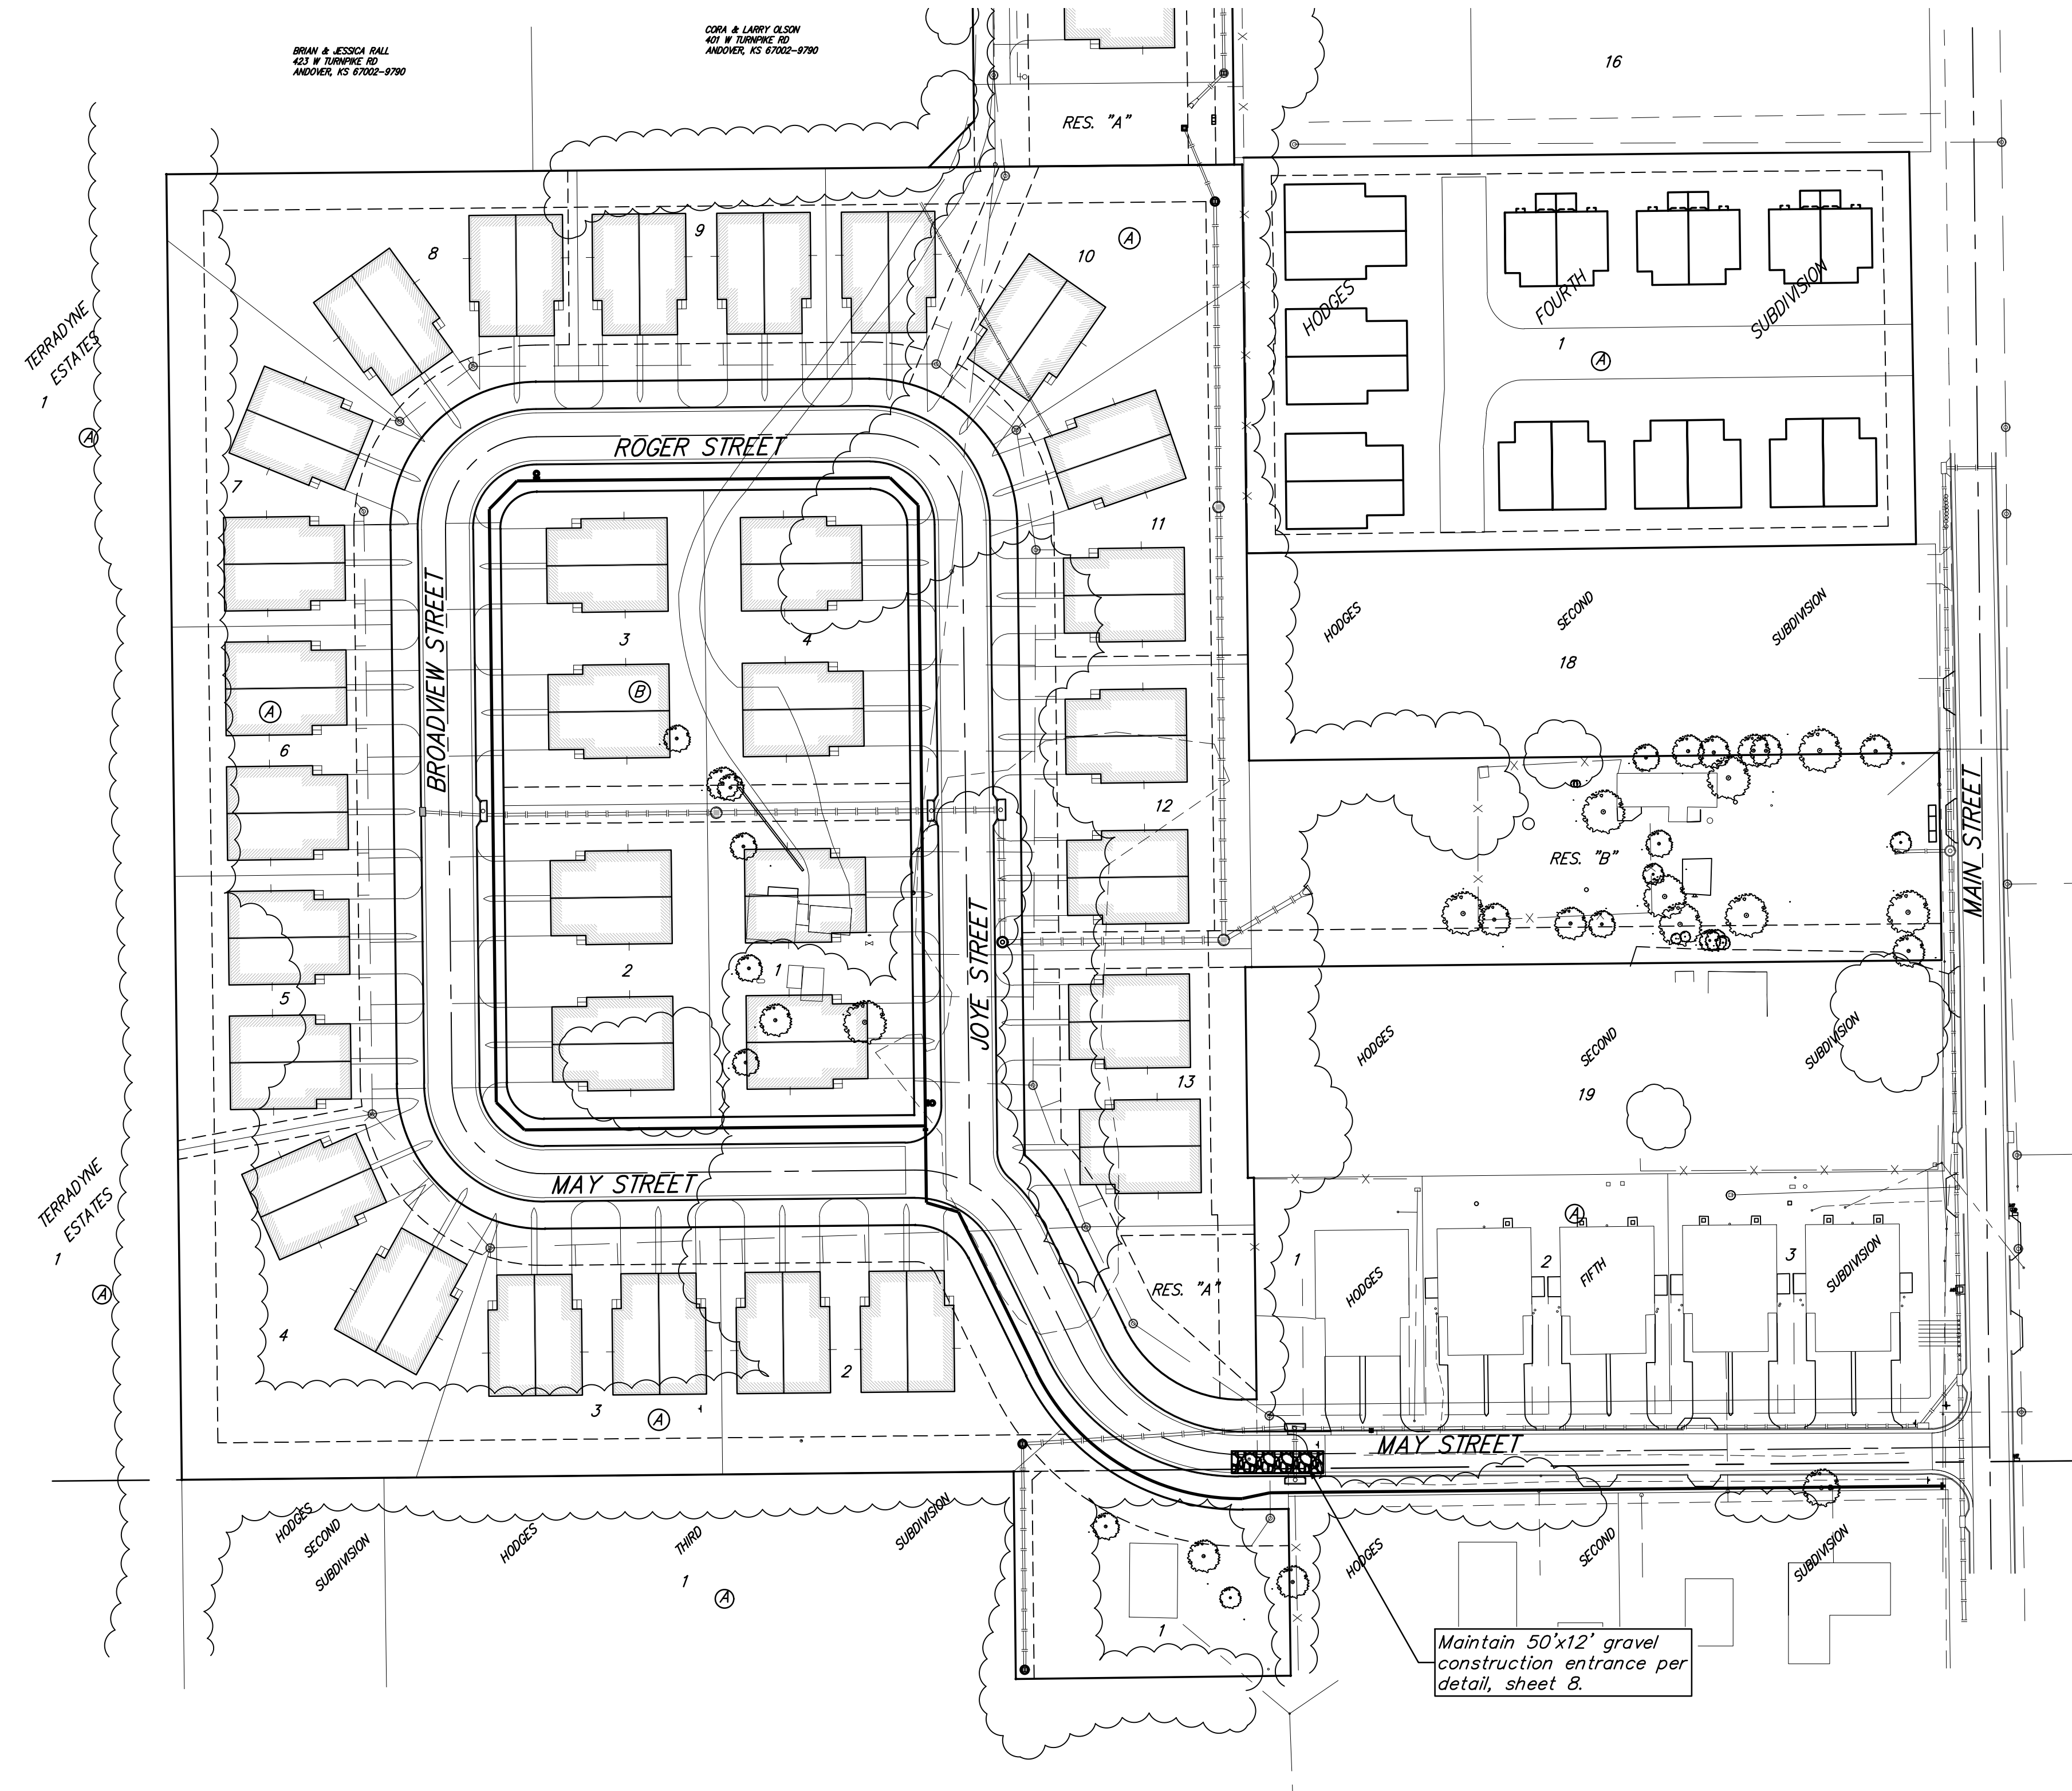 BRIAN & JESSICA RALL
423 W TURNPIKE RD
ANDOVER, KS 67002-9790
CORA & LARRY OLSON
401 W TURNPIKE RD
ANDOVER, KS 67002-9790
16
RES. "A"
8
9
10
A
HODGES
FOURTH
SUBDIVISION
1
A
TERRADYNE
ESTATES
1
A
ROGER STREET
7
11
BROADVIEW STREET
3
4
B
A
6
12
HODGES
SECOND
SUBDIVISION
18
RES. "B"
MAIN STREET
JOYE STREET
5
2
1
13
HODGES
SECOND
SUBDIVISION
19
TERRADYNE
ESTATES
1
A
MAY STREET
RES. "A"
4
3
A
2
1
HODGES
2
FIFTH
A
3
SUBDIVISION
MAY STREET
HODGES
SECOND
SUBDIVISION
HODGES
THIRD
SUBDIVISION
1
A
1
HODGES
SECOND
SUBDIVISION
Maintain 50'x12' gravel
construction entrance per
detail, sheet 8.